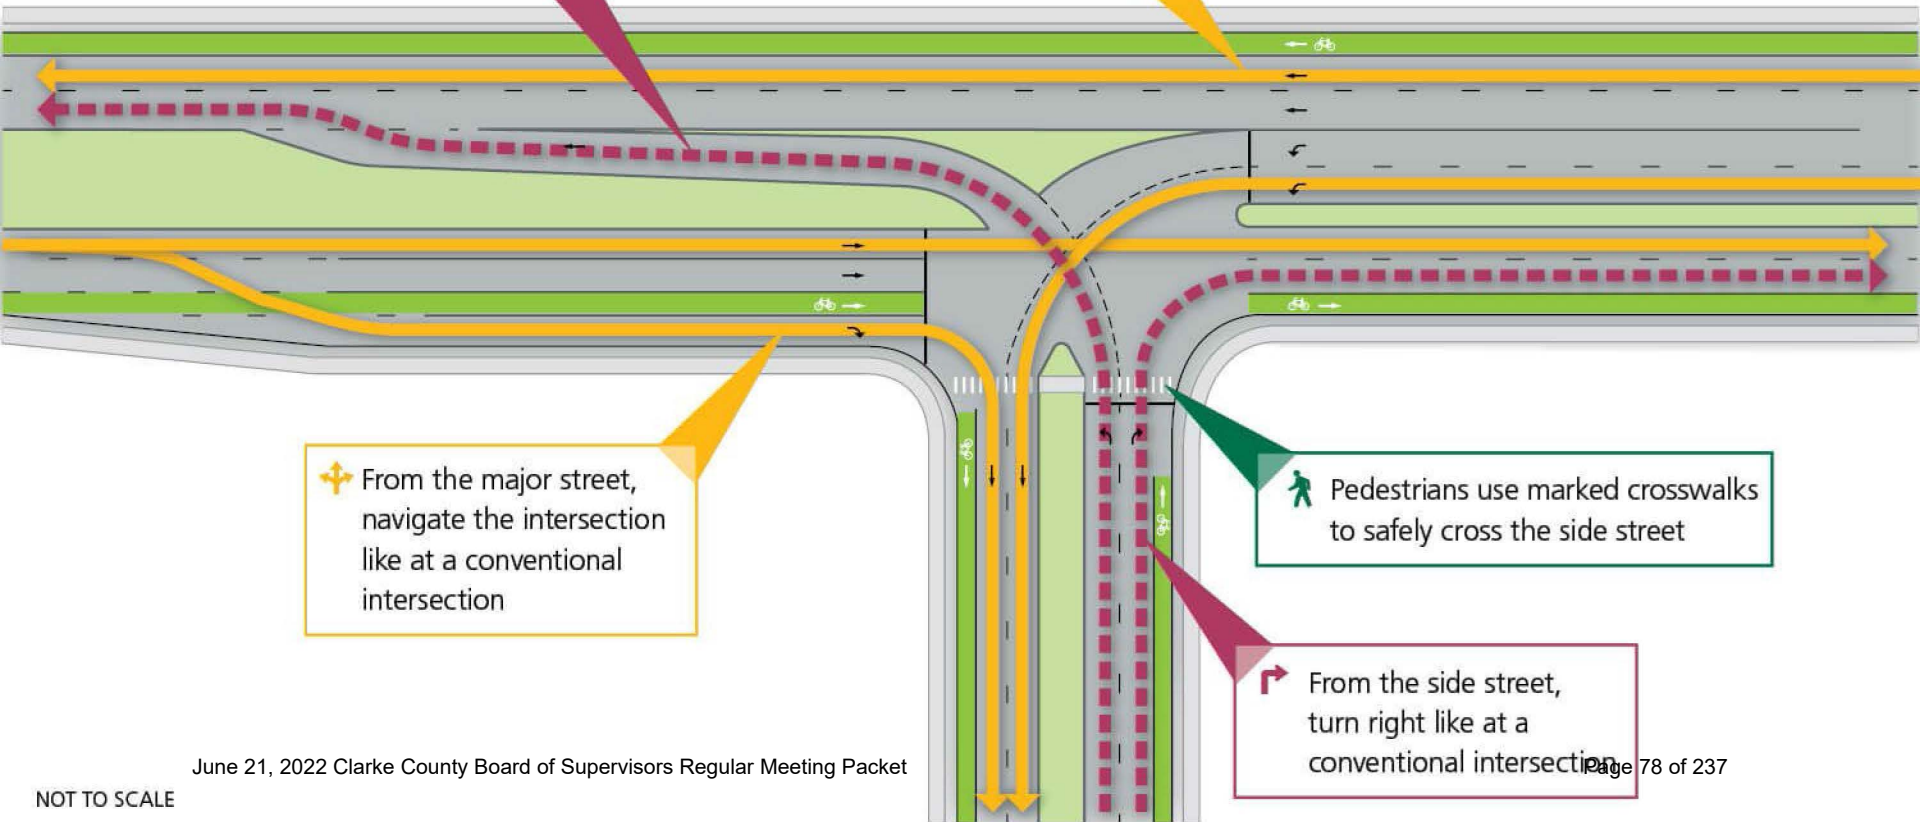 From the major street,
navigate the intersection
like at a conventional
intersection
Pedestrians use marked crosswalks
to safely cross the side street
From the side street,
turn right like at a
conventional intersection
June 21, 2022 Clarke County Board of Supervisors Regular Meeting Packet
Page 78 of 237
NOT TO SCALE